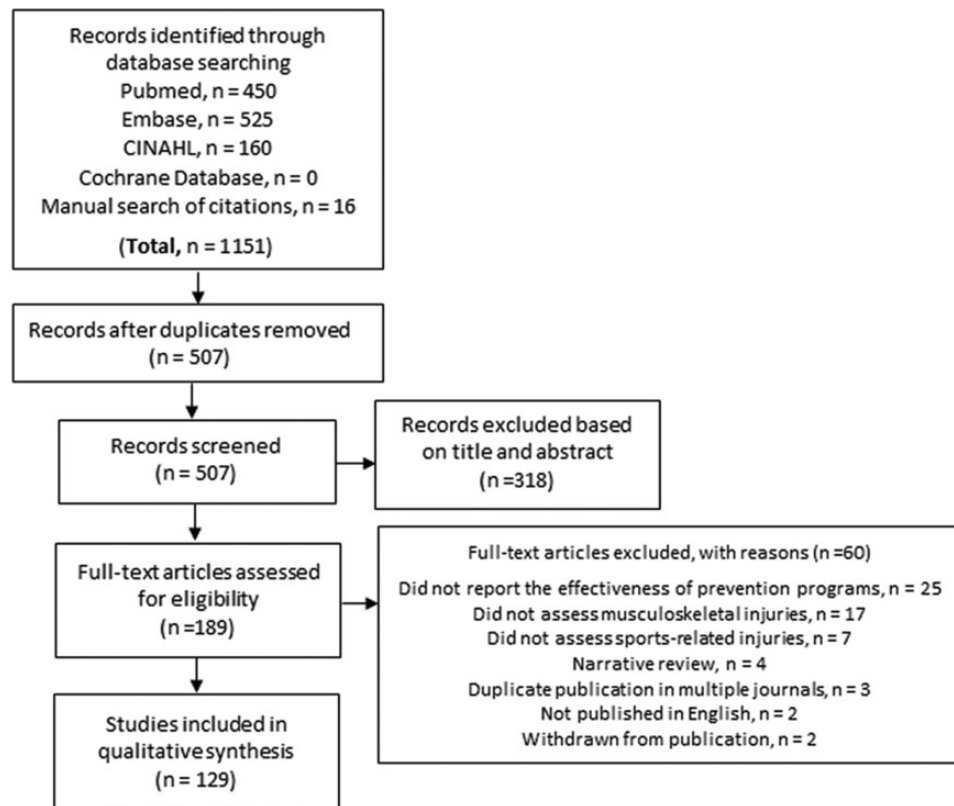 Records identified through
database searching
Pubmed, n = 450
Embase, n = 525
CINAHL, n = 160
Cochrane Database, n = 0
Manual search of citations, n = 16
(Total, n = 1151)
Records after duplicates removed
(n = 507)
Records screened
(n = 507)
Records excluded based
on title and abstract
(n =318)
Full-text articles assessed
for eligibility
(n =189)
Full-text articles excluded, with reasons (n =60)
Did not report the effectiveness of prevention programs, n = 25
Did not assess musculoskeletal injuries, n = 17
Did not assess sports-related injuries, n = 7
Narrative review, n = 4
Duplicate publication in multiple journals, n = 3
Not published in English, n = 2
Withdrawn from publication, n = 2
Studies included in
qualitative synthesis
(n = 129)